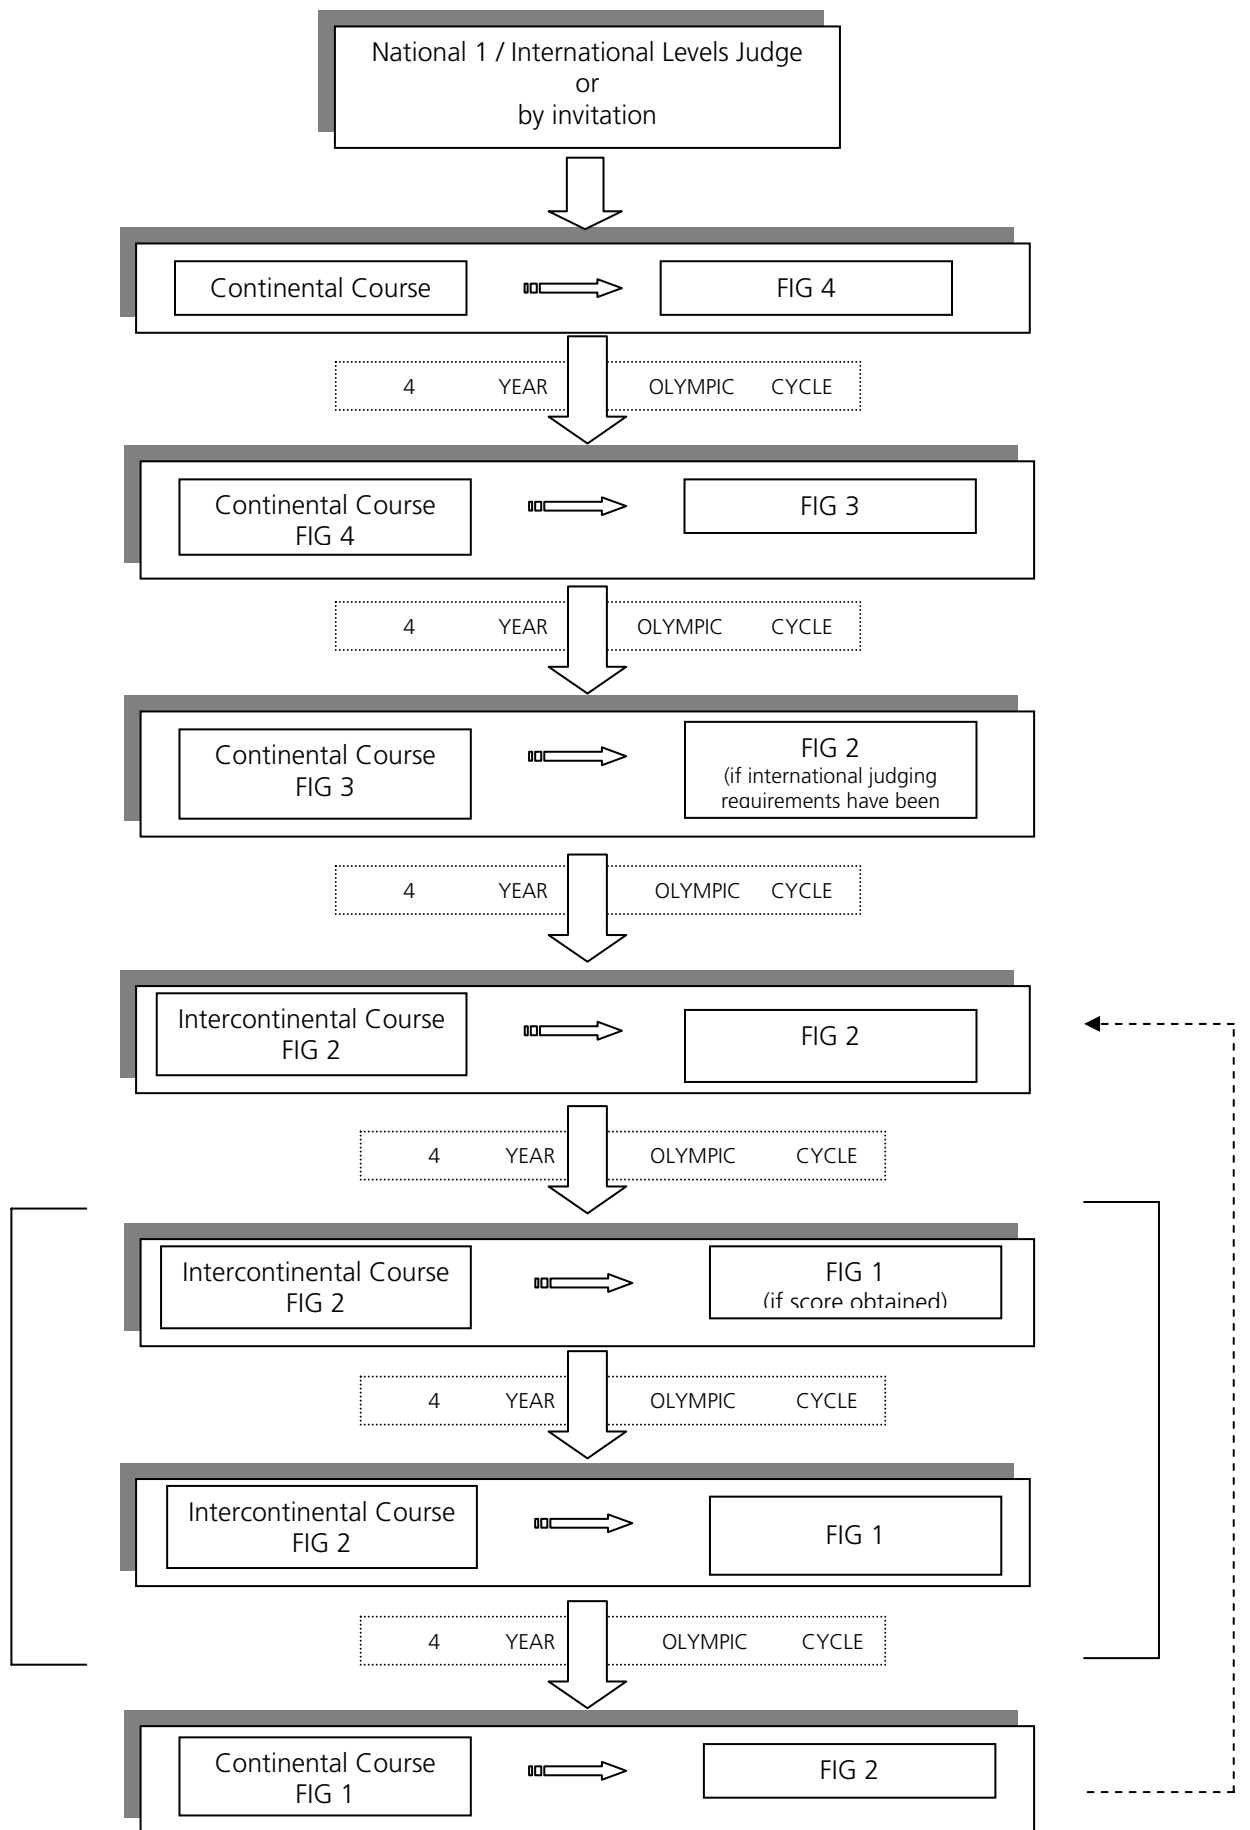 National 1 / International Levels Judge
or
by invitation
Continental Course
FIG 4
4 YEAR OLYMPIC CYCLE
Continental Course
FIG 4
FIG 3
4 YEAR OLYMPIC CYCLE
Continental Course
FIG 3
FIG 2
(if international judging
requirements have been
4 YEAR OLYMPIC CYCLE
Intercontinental Course
FIG 2
FIG 2
4 YEAR OLYMPIC CYCLE
Intercontinental Course
FIG 2
FIG 1
(if score obtained)
4 YEAR OLYMPIC CYCLE
Intercontinental Course
FIG 2
FIG 1
4 YEAR OLYMPIC CYCLE
Continental Course
FIG 1
FIG 2